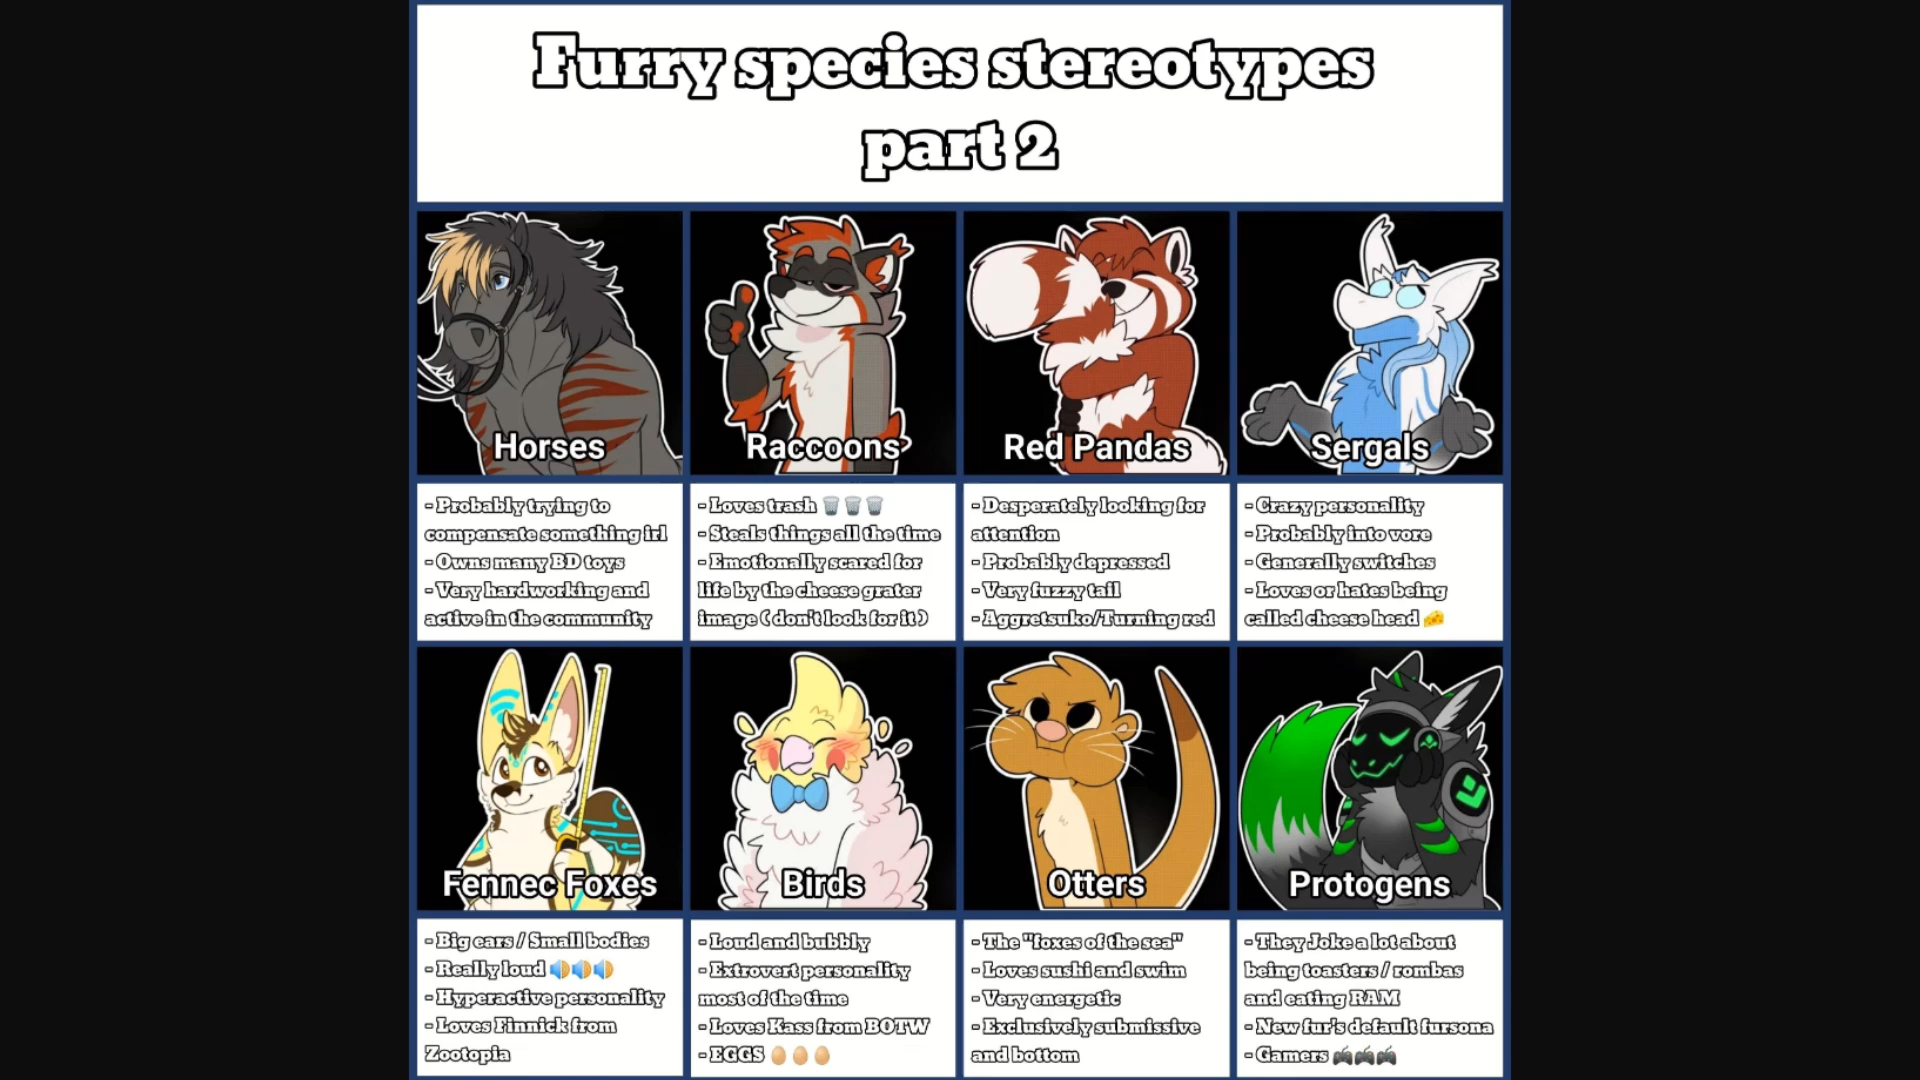 Furry species stereotypes
part 2
Horses
Raccoons
Red Pandas
Sergals
- Probably trying to
compensate something irl
- Owns many BD toys
- Very hardworking and
active in the community
- Loves trash 🗑️🗑️🗑️
- Steals things all the time
- Emotionally scared for
life by the cheese grater
image ( don't look for it )
- Desperately looking for
attention
- Probably depressed
- Very fuzzy tail
- Aggretsuko/Turning red
- Crazy personality
- Probably into vore
- Generally switches
- Loves or hates being
called cheese head 🧀
Fennec Foxes
Birds
Otters
Protogens
- Big ears / Small bodies
- Really loud 🔊🔊🔊
- Hyperactive personality
- Loves Finnick from
Zootopia
- Loud and bubbly
- Extrovert personality
most of the time
- Loves Kass from BOTW
- EGGS 🥚🥚🥚
- The "foxes of the sea"
- Loves sushi and swim
- Very energetic
- Exclusively submissive
and bottom
- They Joke a lot about
being toasters / rombas
and eating RAM
- New fur's default fursona
- Gamers 🎮🎮🎮